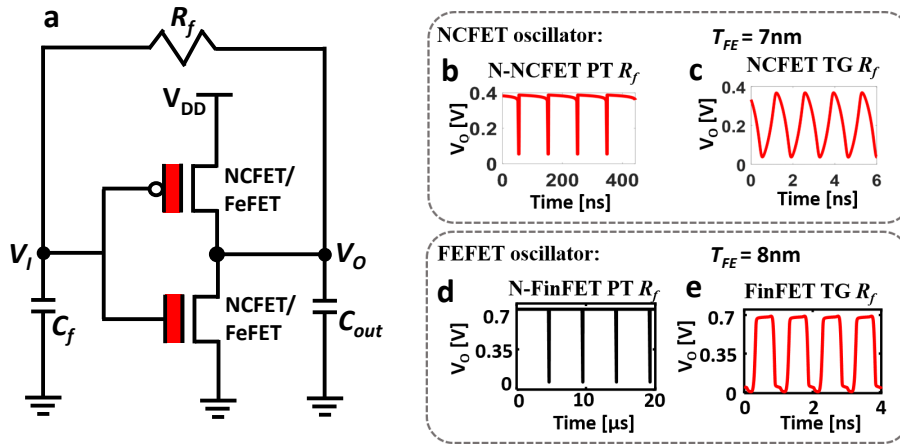 a
R_f
V_DD
NCFET/
FeFET
V_I
V_O
NCFET/
FeFET
C_f
C_out
NCFET oscillator:
T_FE = 7nm
b
N-NCFET PT R_f
V_O [V]
0.4
0.2
0
0
200
400
Time [ns]
c
NCFET TG R_f
V_O [V]
0.4
0.2
0
0
2
4
6
Time [ns]
FEFET oscillator:
T_FE = 8nm
d
N-FinFET PT R_f
V_O [V]
0.7
0.35
0
0
10
20
Time [µs]
e
FinFET TG R_f
V_O [V]
0.7
0.35
0
0
2
4
Time [ns]